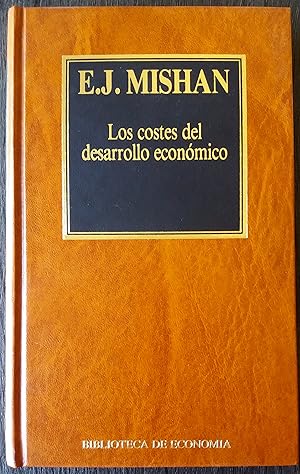 E.J. MISHAN
Los costes del
desarrollo económico
BIBLIOTECA DE ECONOMIA